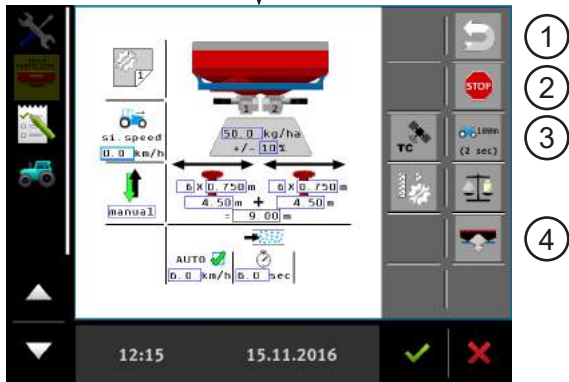 1
STOP
TC
100m
(2 sec)
1 2
50.0 kg/ha
+/- 10 %
si.speed
0.0 km/h
manual
6 X 0.750 m 6 X 0.750 m
4.50 m + 4.50 m
= 9.00 m
AUTO
6.0 km/h 6.0 sec
12:15 15.11.2016
1
2
3
4